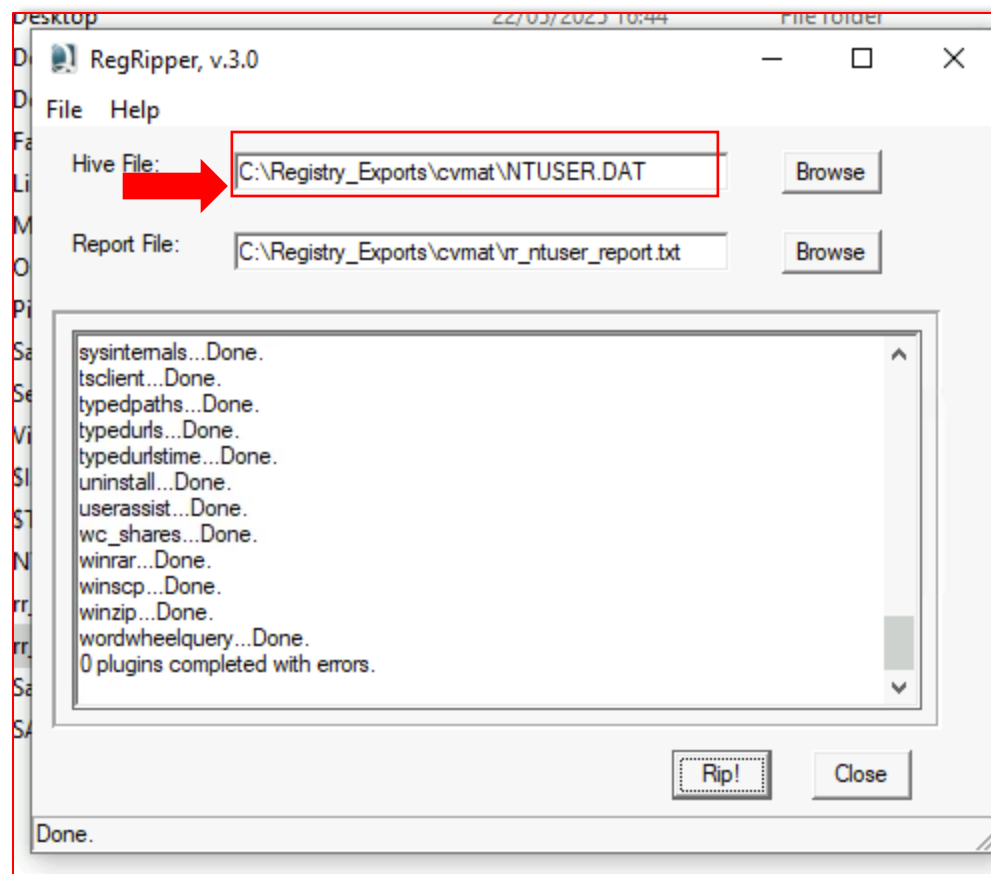 Desktop 22/05/2025 16:44 File folder
RegRipper, v.3.0
File Help
Hive File: C:\Registry_Exports\cvmat\NTUSER.DAT Browse
Report File: C:\Registry_Exports\cvmat\rr_ntuser_report.txt Browse
sysinternals...Done.
tsclient...Done.
typedpaths...Done.
typedurls...Done.
typedurlstime...Done.
uninstall...Done.
userassist...Done.
wc_shares...Done.
winrar...Done.
winscp...Done.
winzip...Done.
wordwheelquery...Done.
0 plugins completed with errors.
Rip! Close
Done.